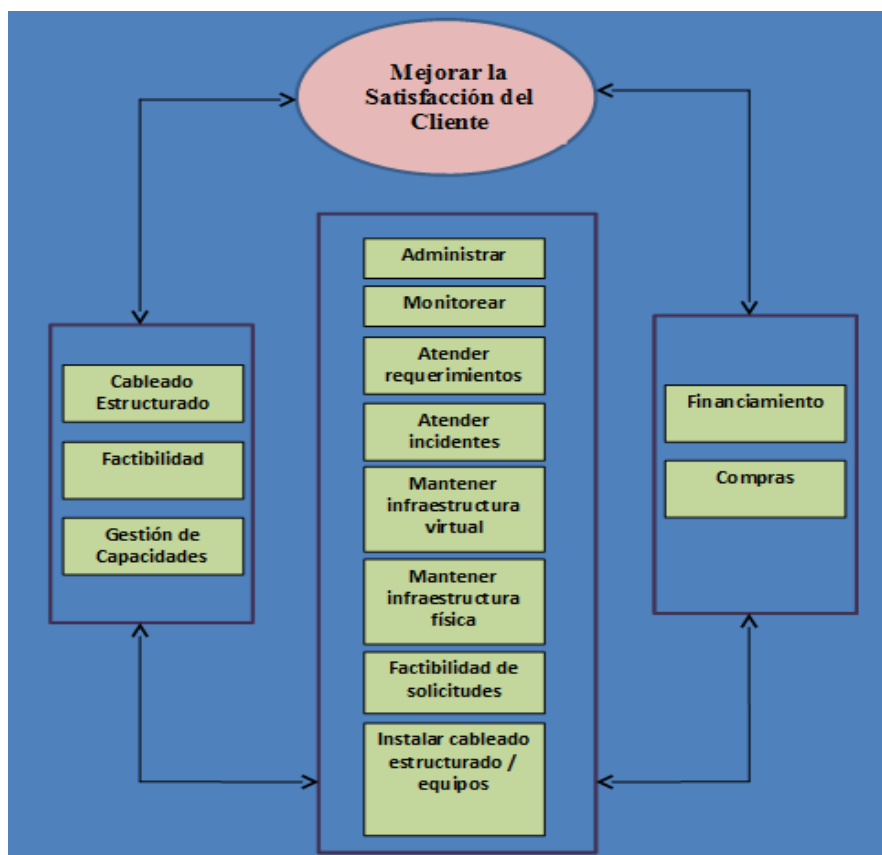 Mejorar la
Satisfacción del
Cliente
Cableado
Estructurado
Factibilidad
Gestión de
Capacidades
Administrar
Monitorear
Atender
requerimientos
Atender
incidentes
Mantener
infraestructura
virtual
Mantener
infraestructura
física
Factibilidad de
solicitudes
Instalar cableado
estructurado /
equipos
Financiamiento
Compras